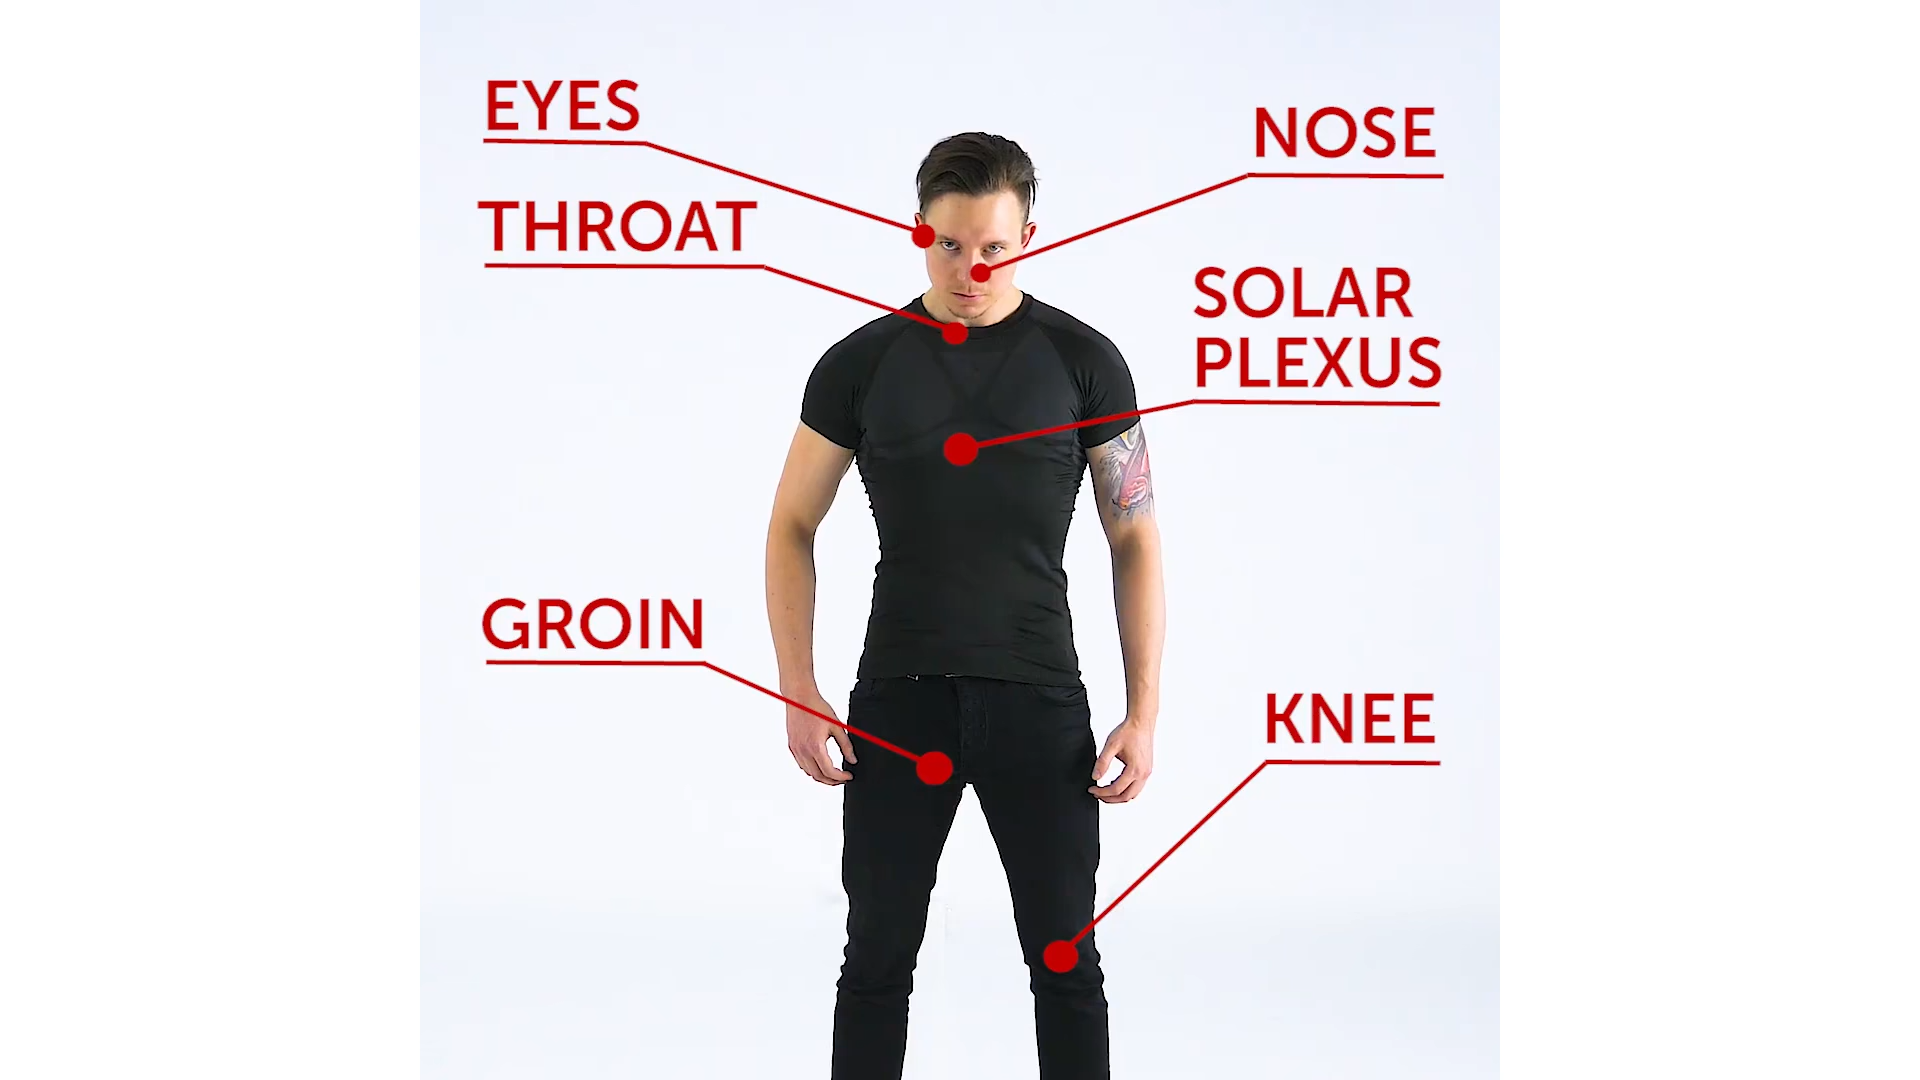 EYES
NOSE
THROAT
SOLAR
PLEXUS
GROIN
KNEE